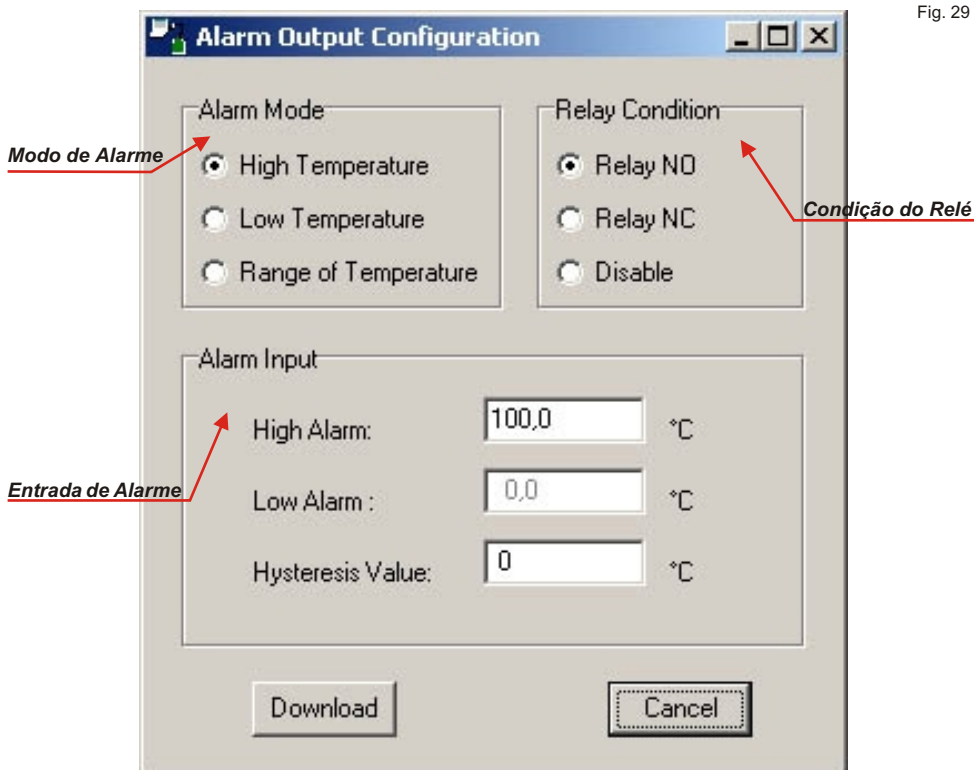 Fig. 29
Alarm Output Configuration
Alarm Mode
High Temperature
Low Temperature
Range of Temperature
Relay Condition
Relay NO
Relay NC
Disable
Modo de Alarme
Condição do Relé
Alarm Input
High Alarm: 100,0 °C
Low Alarm : 0,0 °C
Hysteresis Value: 0 °C
Entrada de Alarme
Download
Cancel